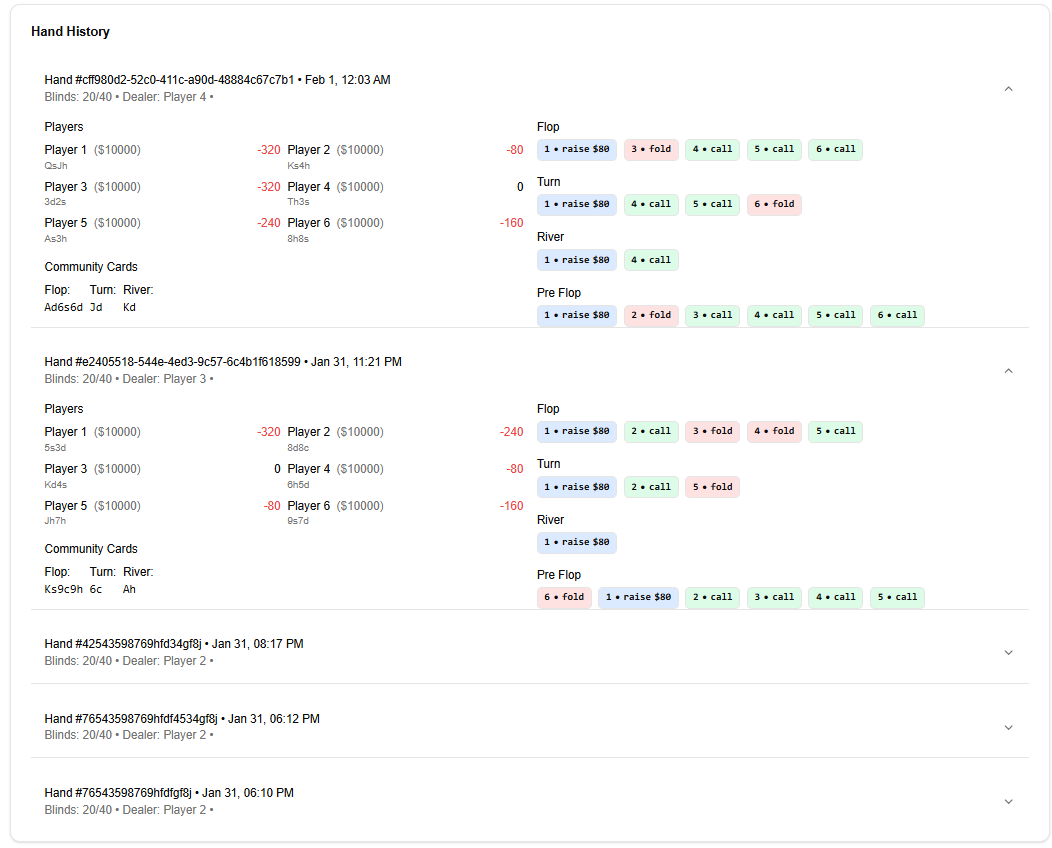 Hand History
Hand #cff980d2-52c0-411c-a90d-48884c67c7b1 • Feb 1, 12:03 AM
Blinds: 20/40 • Dealer: Player 4 •
Players
Player 1 ($10000) -320 Player 2 ($10000) -80
QsJh Ks4h
Player 3 ($10000) -320 Player 4 ($10000) 0
3d2s Th3s
Player 5 ($10000) -240 Player 6 ($10000) -160
As3h 8h8s
Community Cards
Flop: Turn: River:
Ad6s6d Jd Kd
Flop
1 • raise $80 3 • fold 4 • call 5 • call 6 • call
Turn
1 • raise $80 4 • call 5 • call 6 • fold
River
1 • raise $80 4 • call
Pre Flop
1 • raise $80 2 • fold 3 • call 4 • call 5 • call 6 • call
Hand #e2405518-544e-4ed3-9c57-6c4b1f618599 • Jan 31, 11:21 PM
Blinds: 20/40 • Dealer: Player 3 •
Players
Player 1 ($10000) -320 Player 2 ($10000) -240
5s3d 8d8c
Player 3 ($10000) 0 Player 4 ($10000) -80
Kd4s 6h5d
Player 5 ($10000) -80 Player 6 ($10000) -160
Jh7h 9s7d
Community Cards
Flop: Turn: River:
Ks9c9h 6c Ah
Flop
1 • raise $80 2 • call 3 • fold 4 • fold 5 • call
Turn
1 • raise $80 2 • call 5 • fold
River
1 • raise $80
Pre Flop
6 • fold 1 • raise $80 2 • call 3 • call 4 • call 5 • call
Hand #42543598769hfd34gf8j • Jan 31, 08:17 PM
Blinds: 20/40 • Dealer: Player 2 •
Hand #76543598769hfdf4534gf8j • Jan 31, 06:12 PM
Blinds: 20/40 • Dealer: Player 2 •
Hand #76543598769hfdfgf8j • Jan 31, 06:10 PM
Blinds: 20/40 • Dealer: Player 2 •